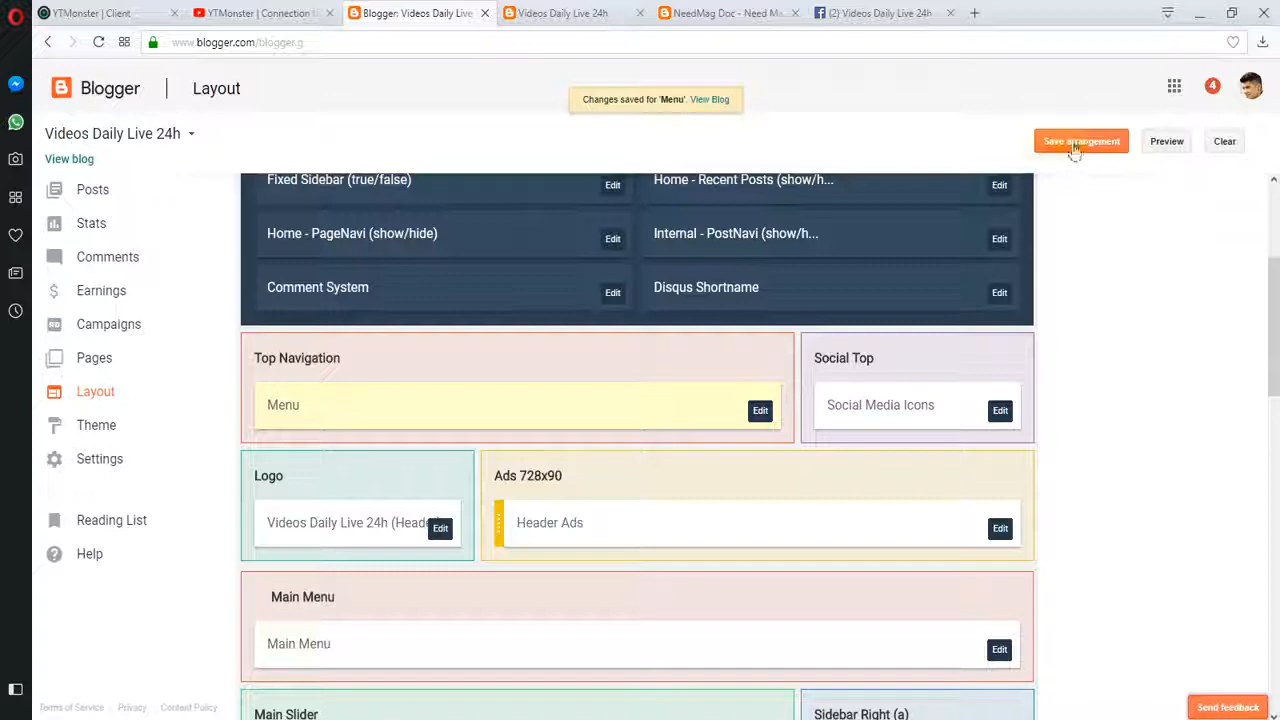 YTMonster | Client
YTMonster | Connection t
Blogger: Videos Daily Live
Videos Daily Live 24h
NeedMag Docs: Need M
(2) Videos Daily Live 24h
www.blogger.com/blogger.g
Blogger
Layout
Changes saved for 'Menu'. View Blog
4
Videos Daily Live 24h
View blog
Save arrangement
Preview
Clear
Posts
Stats
Comments
Earnings
Campaigns
Pages
Layout
Theme
Settings
Reading List
Help
Fixed Sidebar (true/false)
Edit
Home - Recent Posts (show/h...
Edit
Home - PageNavi (show/hide)
Edit
Internal - PostNavi (show/h...
Edit
Comment System
Edit
Disqus Shortname
Edit
Top Navigation
Menu
Edit
Social Top
Social Media Icons
Edit
Logo
Videos Daily Live 24h (Heade
Edit
Ads 728x90
Header Ads
Edit
Main Menu
Main Menu
Edit
Main Slider
Sidebar Right (a)
Terms of Service
Privacy
Content Policy
Send feedback